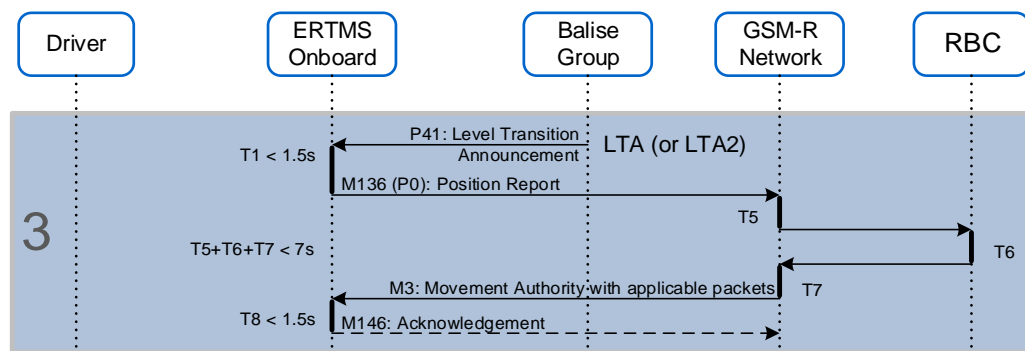 Driver
ERTMS
Onboard
Balise
Group
GSM-R
Network
RBC
P41: Level Transition
Announcement
LTA (or LTA2)
T1 < 1.5s
M136 (P0): Position Report
T5
3
T5+T6+T7 < 7s
T6
M3: Movement Authority with applicable packets
T7
T8 < 1.5s
M146: Acknowledgement